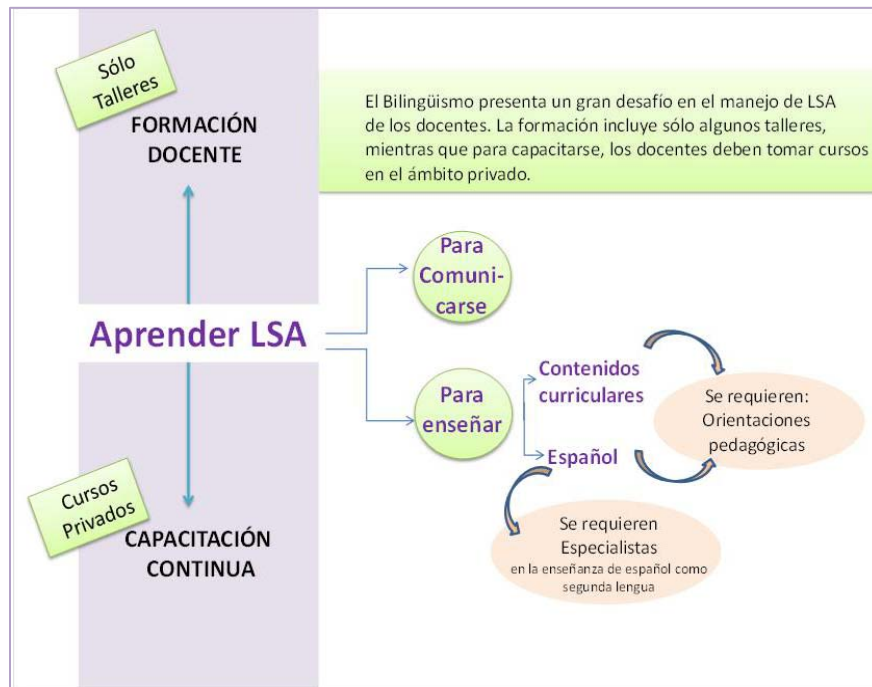 Sólo
Talleres
FORMACIÓN
DOCENTE
El Bilingüismo presenta un gran desafío en el manejo de LSA
de los docentes. La formación incluye sólo algunos talleres,
mientras que para capacitarse, los docentes deben tomar cursos
en el ámbito privado.
Para
Comuni-
carse
Aprender LSA
Para
enseñar
Contenidos
curriculares
Español
Se requieren:
Orientaciones
pedagógicas
Cursos
Privados
CAPACITACIÓN
CONTINUA
Se requieren
Especialistas
en la enseñanza de español como
segunda lengua